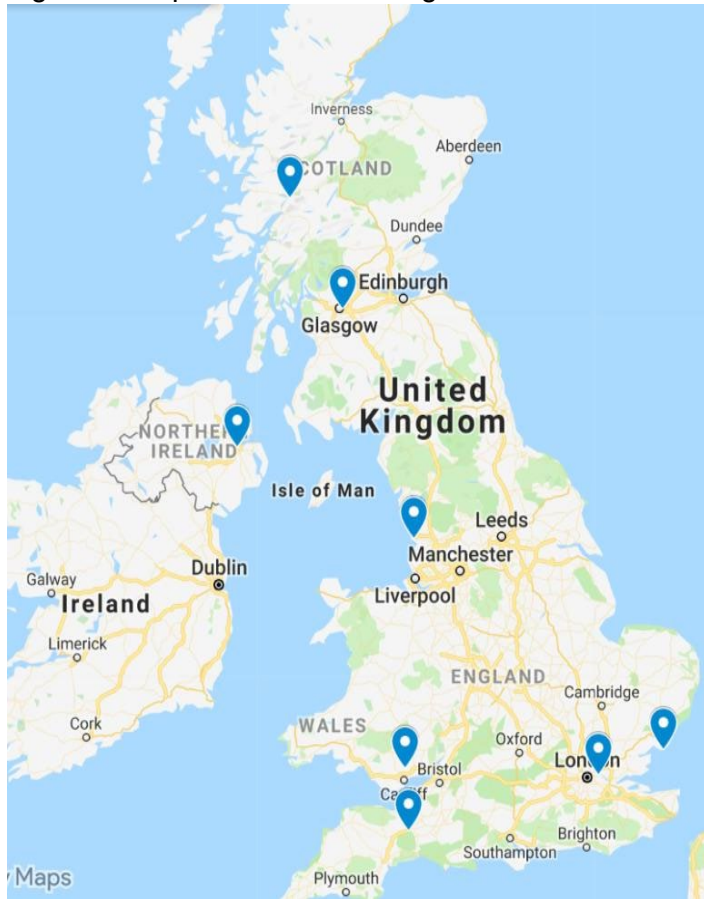 Inverness
Aberdeen
SCOTLAND
Dundee
Edinburgh
Glasgow
United
Kingdom
NORTHERN
IRELAND
Isle of Man
Leeds
Manchester
Dublin
Liverpool
Galway
Ireland
Limerick
ENGLAND
Cambridge
Cork
WALES
Oxford
London
Bristol
Cardiff
Brighton
Southampton
Maps
Plymouth